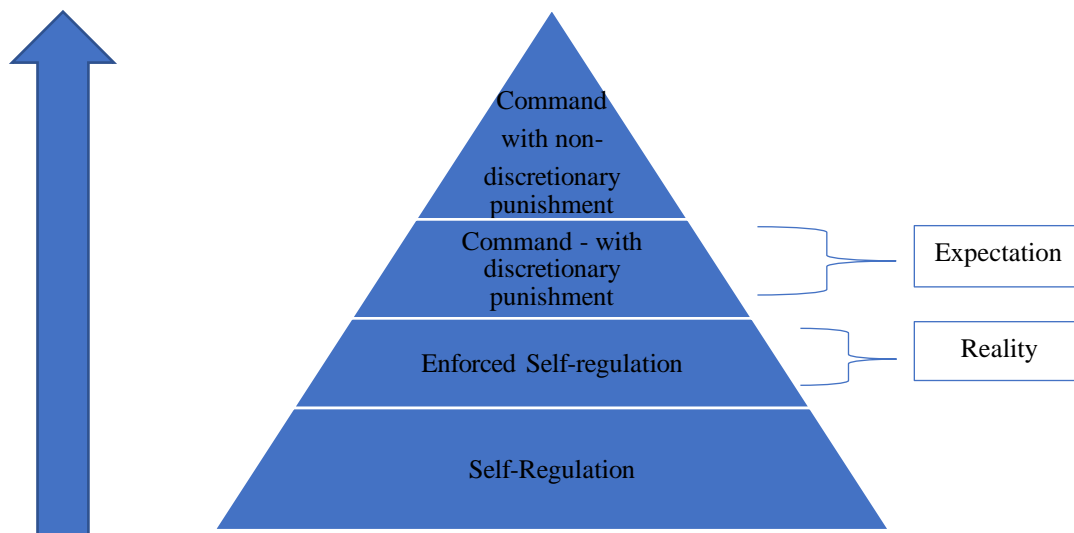 Command
with non-
discretionary
punishment
Command - with
discretionary
punishment
Expectation
Enforced Self-regulation
Reality
Self-Regulation